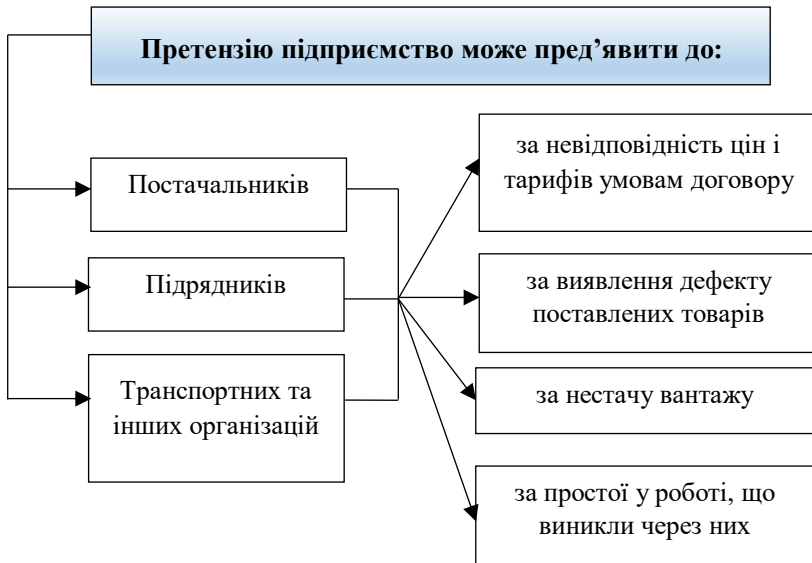 Претензію підприємство може пред’явити до:
Постачальників
Підрядників
Транспортних та
інших організацій
за невідповідність цін і
тарифів умовам договору
за виявлення дефекту
поставлених товарів
за нестачу вантажу
за простої у роботі, що
виникли через них